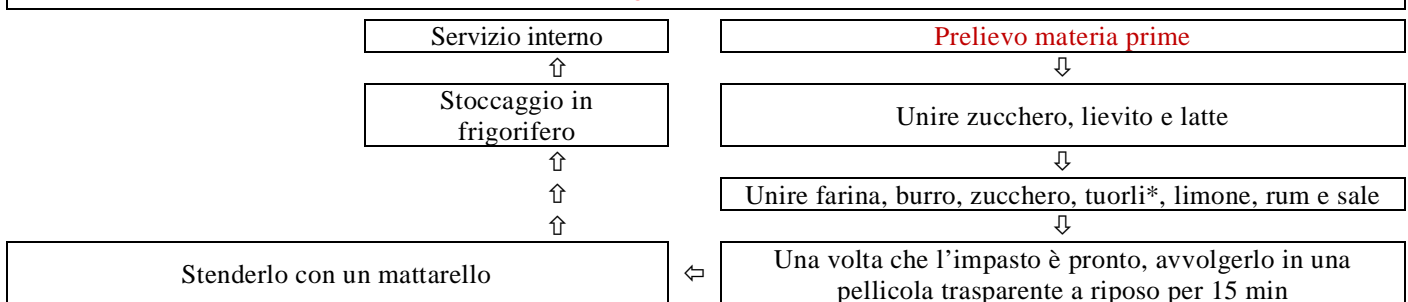 Servizio interno
Prelievo materia prime
⇧
⇩
Stoccaggio in
frigorifero
Unire zucchero, lievito e latte
⇧
⇩
⇧
Unire farina, burro, zucchero, tuorli*, limone, rum e sale
⇧
⇩
Stenderlo con un mattarello
⇦
Una volta che l’impasto è pronto, avvolgerlo in una
pellicola trasparente a riposo per 15 min